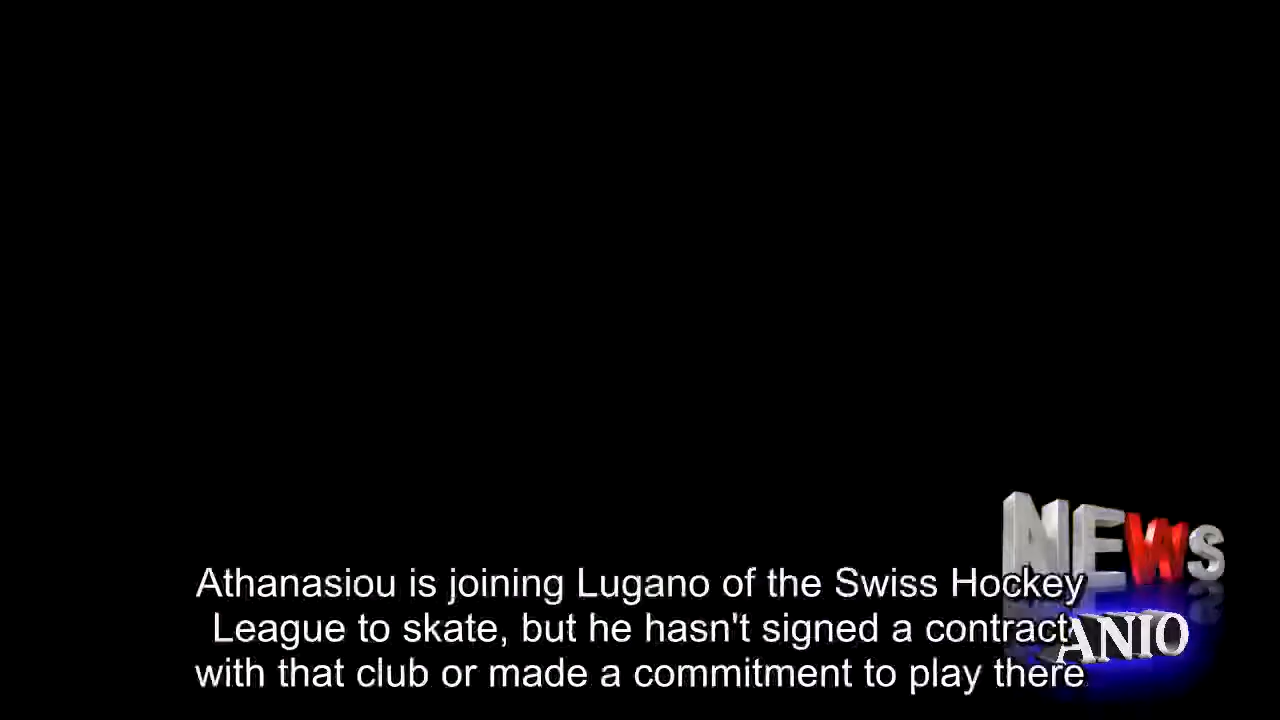 NEWs
Athanasiou is joining Lugano of the Swiss Hockey
League to skate, but he hasn't signed a contract
with that club or made a commitment to play there
ANIO